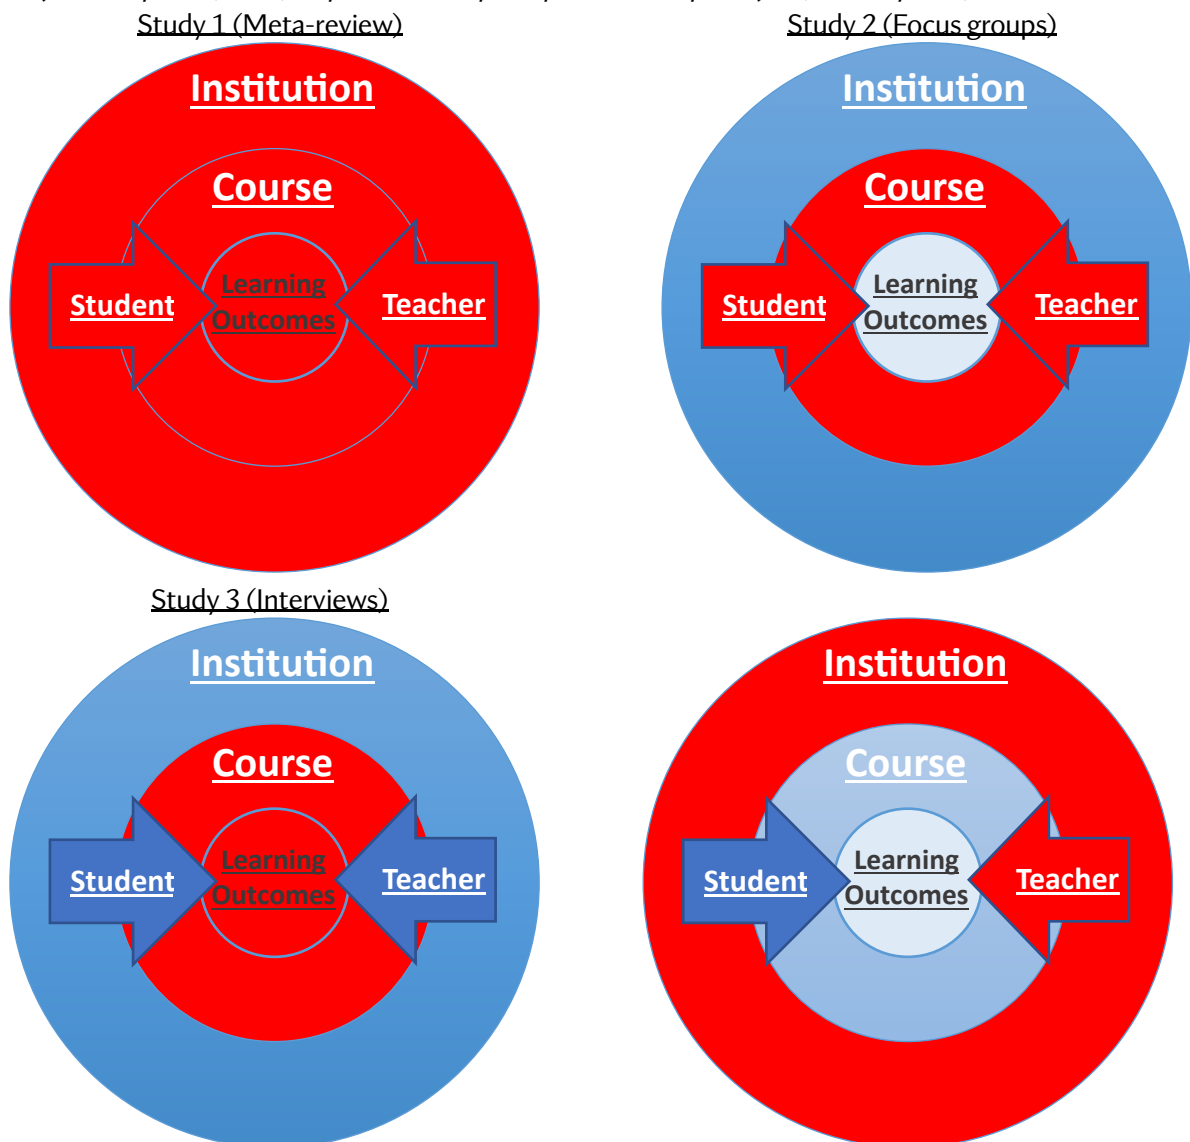 Study 1 (Meta-review)
Institution
Course
Student
Learning
Outcomes
Teacher
Study 2 (Focus groups)
Institution
Course
Student
Learning
Outcomes
Teacher
Study 3 (Interviews)
Institution
Course
Student
Learning
Outcomes
Teacher
Institution
Course
Student
Learning
Outcomes
Teacher